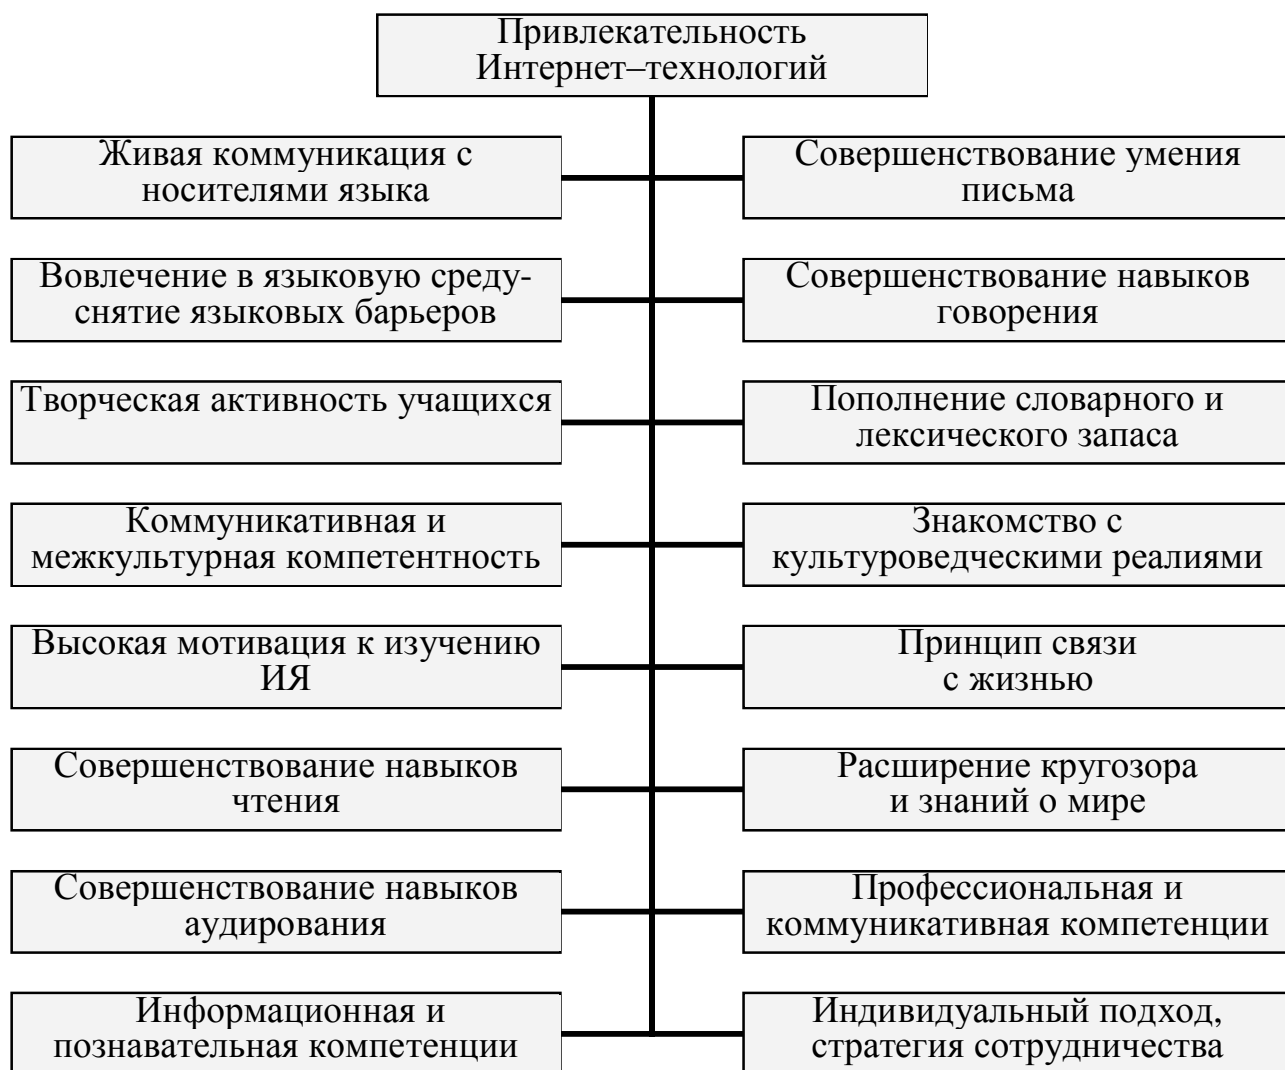 Привлекательность
Интернет–технологий
Живая коммуникация с
носителями языка
Совершенствование умения
письма
Вовлечение в языковую среду-
снятие языковых барьеров
Совершенствование навыков
говорения
Творческая активность учащихся
Пополнение словарного и
лексического запаса
Коммуникативная и
межкультурная компетентность
Знакомство с
культуроведческими реалиями
Высокая мотивация к изучению
ИЯ
Принцип связи
с жизнью
Совершенствование навыков
чтения
Расширение кругозора
и знаний о мире
Совершенствование навыков
аудирования
Профессиональная и
коммуникативная компетенции
Информационная и
познавательная компетенции
Индивидуальный подход,
стратегия сотрудничества